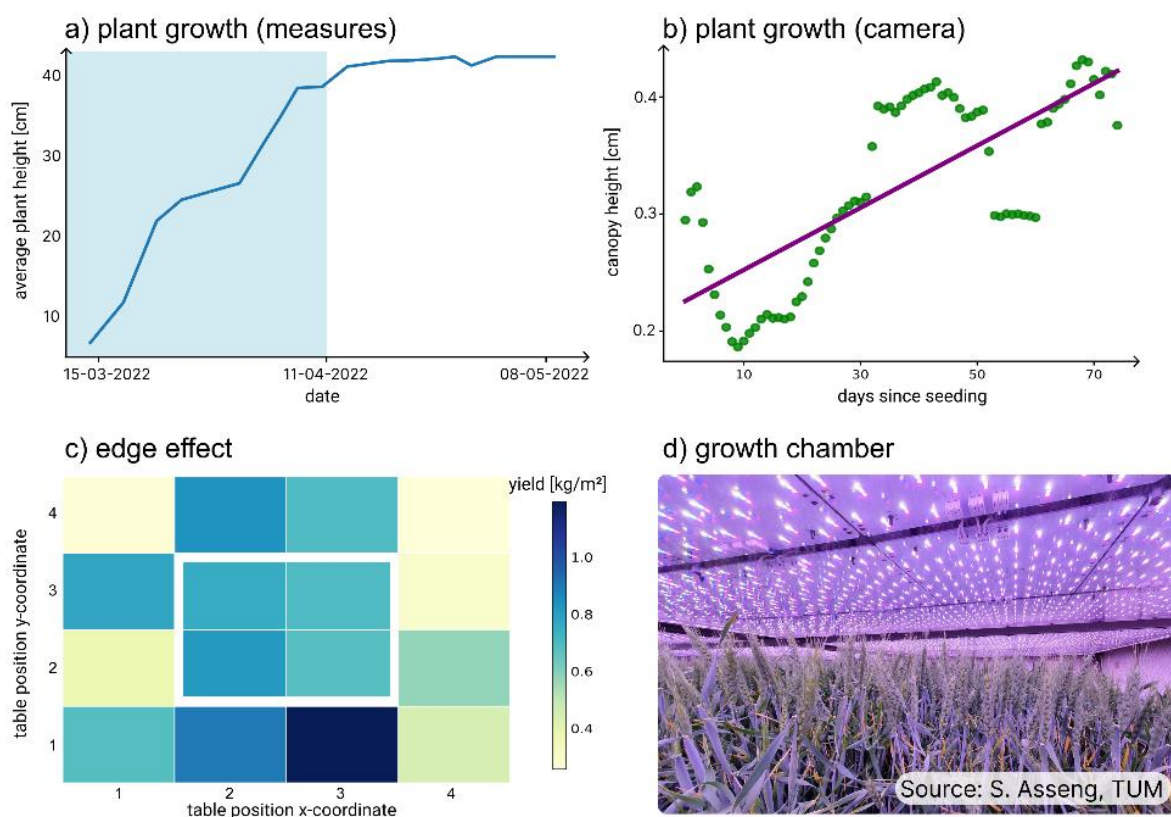 a) plant growth (measures)
average plant height [cm]
40
30
20
10
15-03-2022
11-04-2022
08-05-2022
date
b) plant growth (camera)
canopy height [cm]
0.4
0.3
0.2
10
30
50
70
days since seeding
c) edge effect
table position y-coordinate
4
3
2
1
1
2
3
4
table position x-coordinate
yield [kg/m²]
1.0
0.8
0.6
0.4
d) growth chamber
Source: S. Asseng, TUM